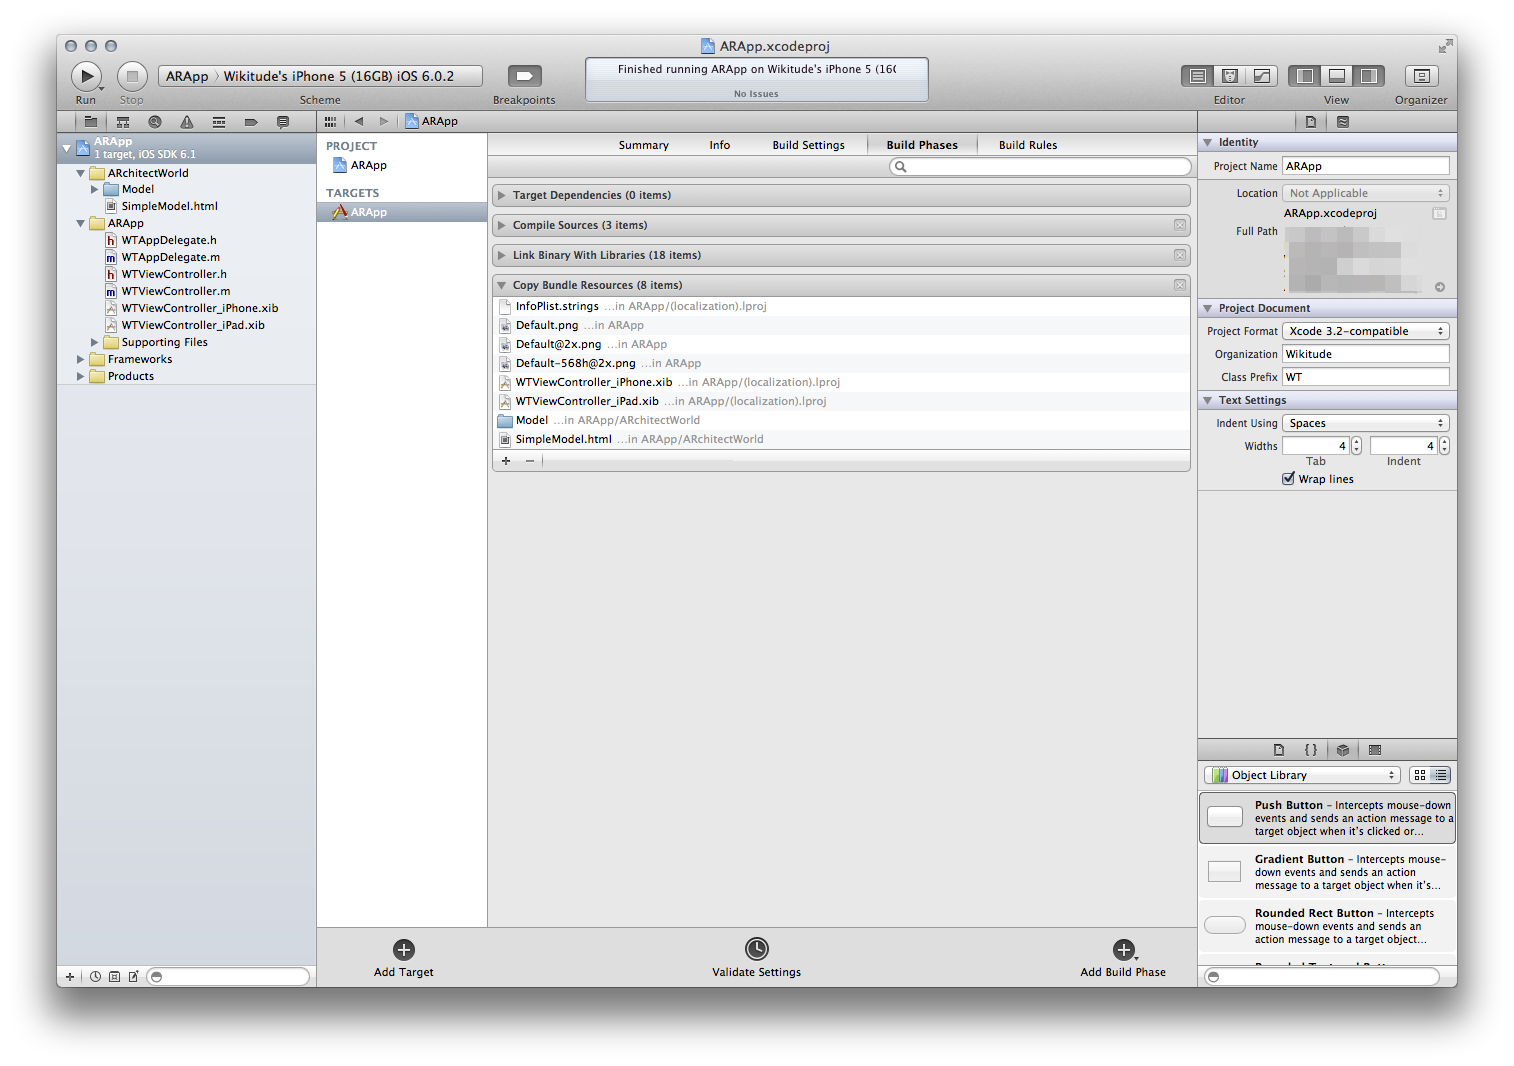 ARApp.xcodeproj
ARApp 〉 Wikitude's iPhone 5 (16GB) iOS 6.0.2
Finished running ARApp on Wikitude's iPhone 5 (16
No Issues
Run
Stop
Scheme
Breakpoints
Editor
View
Organizer
ARApp
1 target, iOS SDK 6.1
ARchitectWorld
Model
SimpleModel.html
ARApp
WTAppDelegate.h
WTAppDelegate.m
WTViewController.h
WTViewController.m
WTViewController_iPhone.xib
WTViewController_iPad.xib
Supporting Files
Frameworks
Products
ARApp
PROJECT
ARApp
TARGETS
ARApp
Summary
Info
Build Settings
Build Phases
Build Rules
Target Dependencies (0 items)
Compile Sources (3 items)
Link Binary With Libraries (18 items)
Copy Bundle Resources (8 items)
InfoPlist.strings ...in ARApp/(localization).lproj
Default.png ...in ARApp
Default@2x.png ...in ARApp
Default-568h@2x.png ...in ARApp
WTViewController_iPhone.xib ...in ARApp/(localization).lproj
WTViewController_iPad.xib ...in ARApp/(localization).lproj
Model ...in ARApp/ARchitectWorld
SimpleModel.html ...in ARApp/ARchitectWorld
Add Target
Validate Settings
Add Build Phase
Identity
Project Name ARApp
Location Not Applicable
ARApp.xcodeproj
Full Path
Project Document
Project Format Xcode 3.2-compatible
Organization Wikitude
Class Prefix WT
Text Settings
Indent Using Spaces
Widths 4 4
Tab Indent
Wrap lines
{ }
Object Library
Push Button - Intercepts mouse-down
events and sends an action message to a
target object when it's clicked or...
Gradient Button - Intercepts mouse-
down events and sends an action
message to a target object when it's...
Rounded Rect Button - Intercepts
mouse-down events and sends an
action message to a target object...